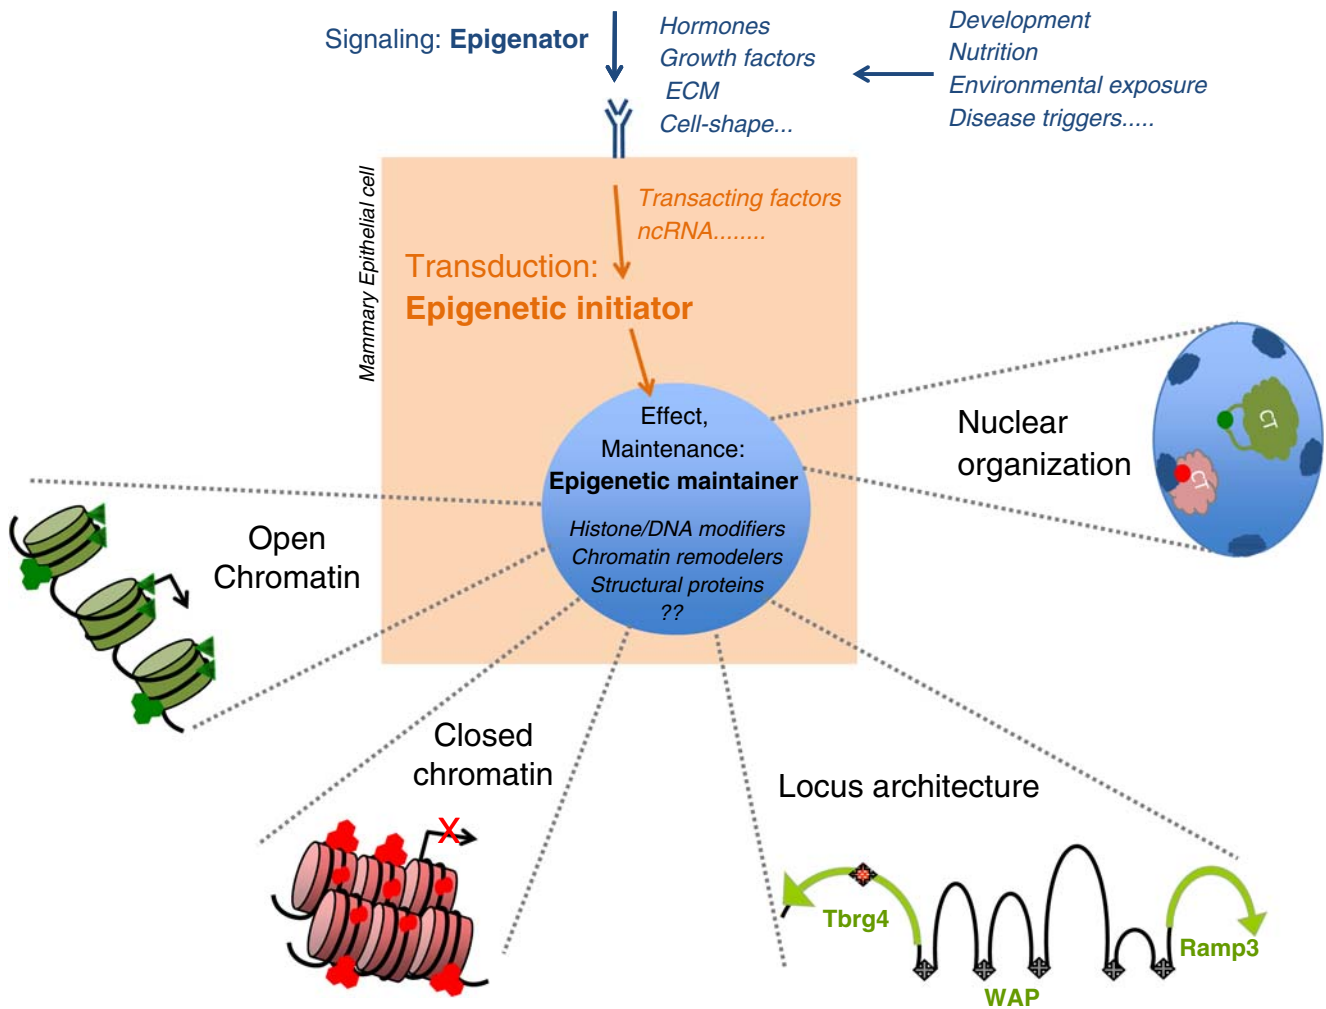 Signaling: Epigenator
Hormones
Growth factors
ECM
Cell-shape...
Development
Nutrition
Environmental exposure
Disease triggers.....
Mammary Epithelial cell
Transacting factors
ncRNA........
Transduction:
Epigenetic initiator
Effect,
Maintenance:
Epigenetic maintainer
Histone/DNA modifiers
Chromatin remodelers
Structural proteins
??
Nuclear
organization
CT
CT
Open
Chromatin
Closed
chromatin
X
Locus architecture
Tbrg4
WAP
Ramp3